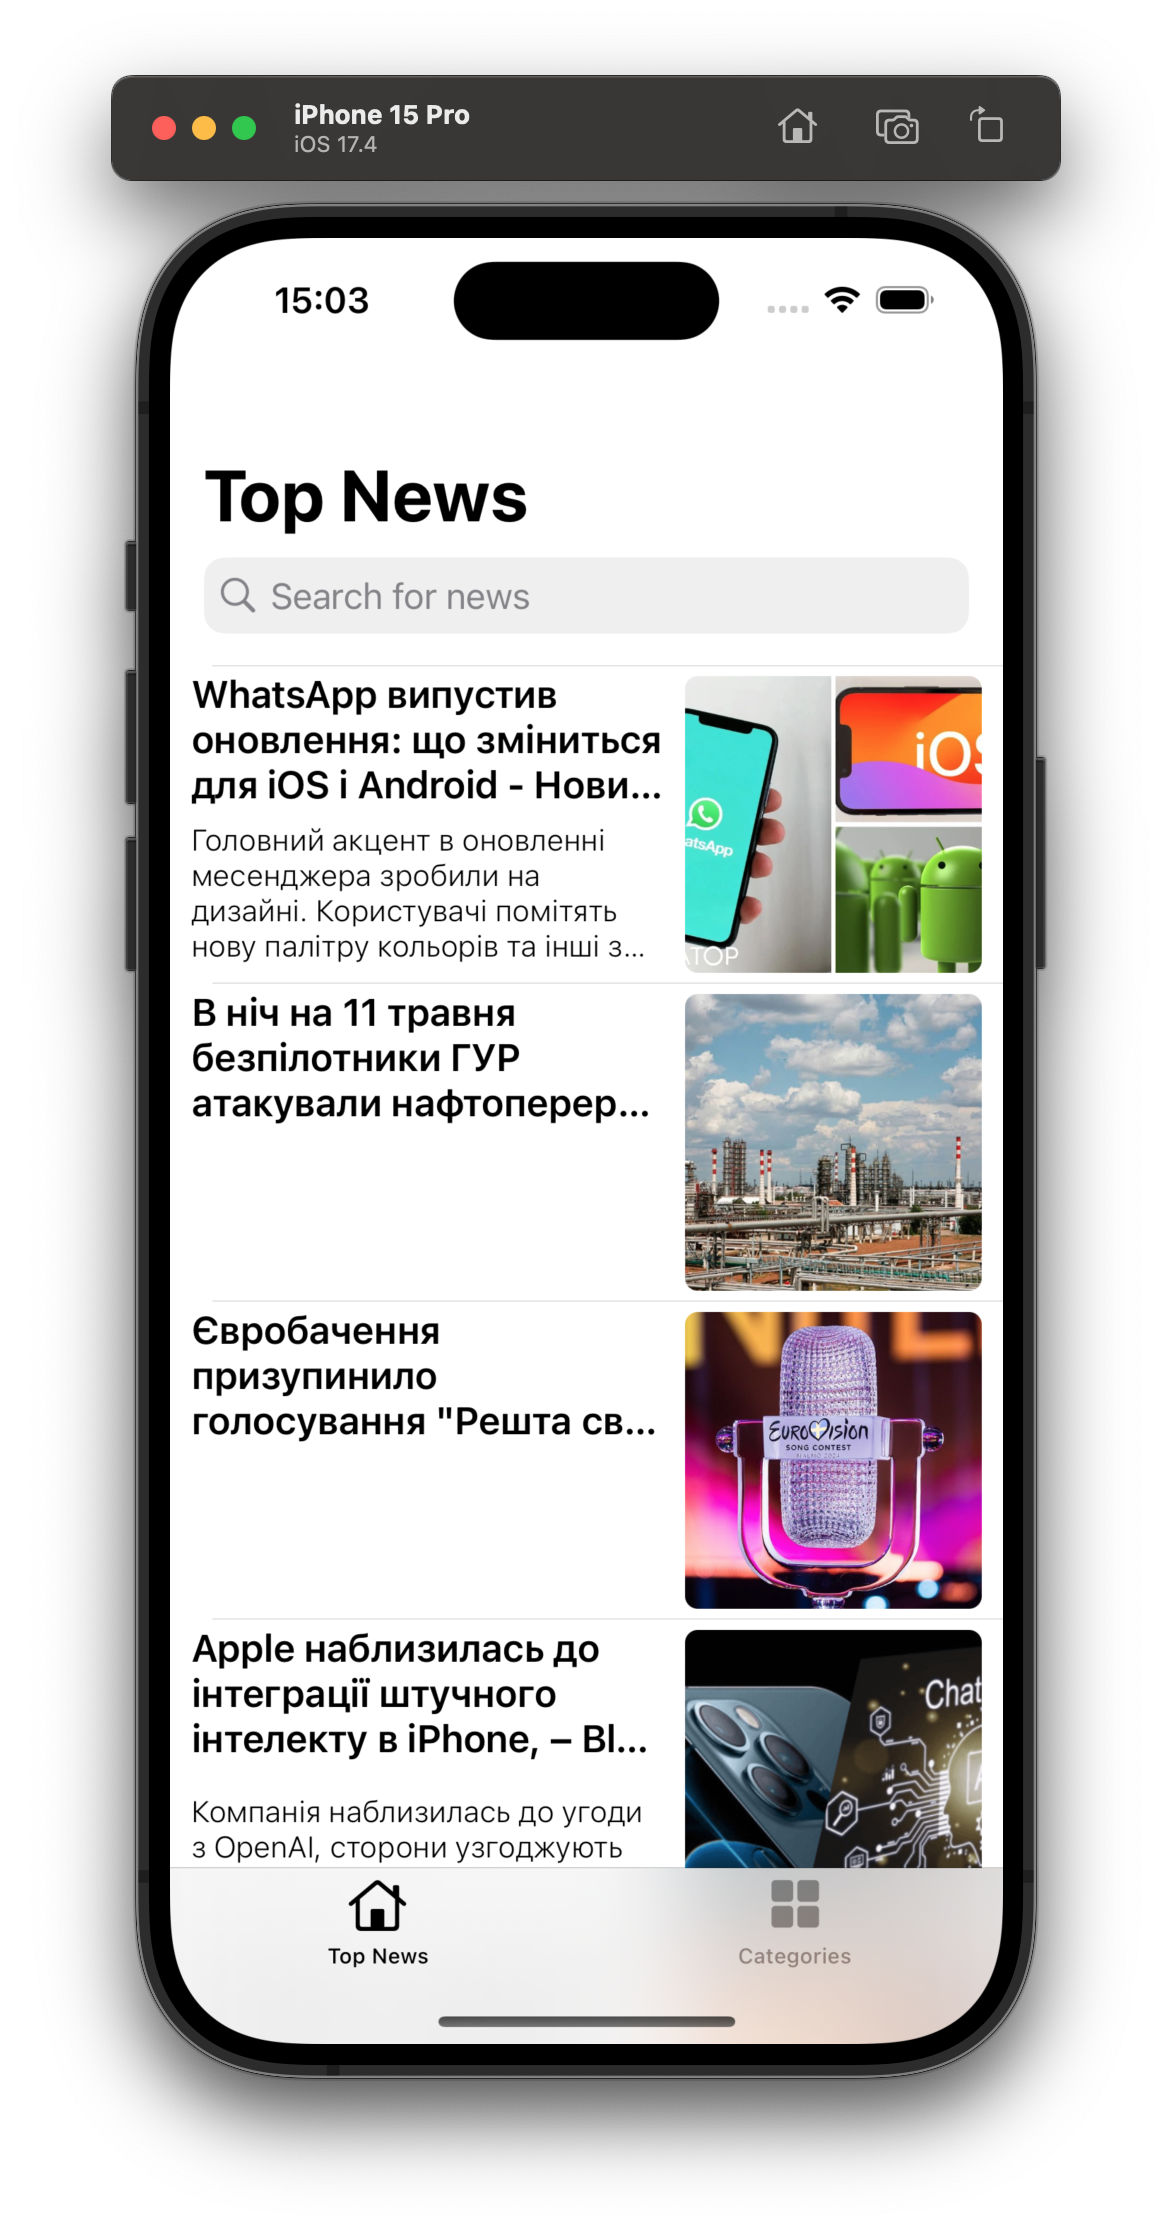 iPhone 15 Pro
iOS 17.4
15:03
Top News
Search for news
WhatsApp випустив
оновлення: що зміниться
для iOS і Android - Нови...
Головний акцент в оновленні
месенджера зробили на
дизайні. Користувачі помітять
нову палітру кольорів та інші з...
atsApp
iOS
АТОР
В ніч на 11 травня
безпілотники ГУР
атакували нафтоперер...
Євробачення
призупинило
голосування "Решта св...
EUROVISION
SONG CONTEST
Apple наблизилась до
інтеграції штучного
інтелекту в iPhone, – Bl...
Компанія наблизилась до угоди
з OpenAI, сторони узгоджують
Chat
Top News
Categories